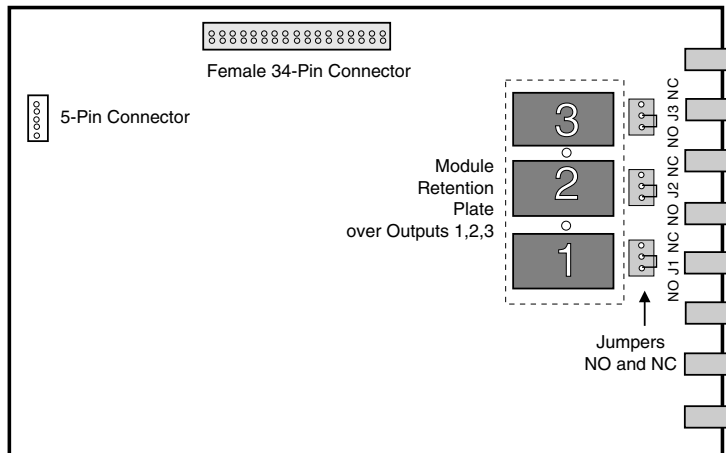 Female 34-Pin Connector
5-Pin Connector
Module
Retention
Plate
over Outputs 1,2,3
3
2
1
NO J3 NC
NO J2 NC
NO J1 NC
Jumpers
NO and NC